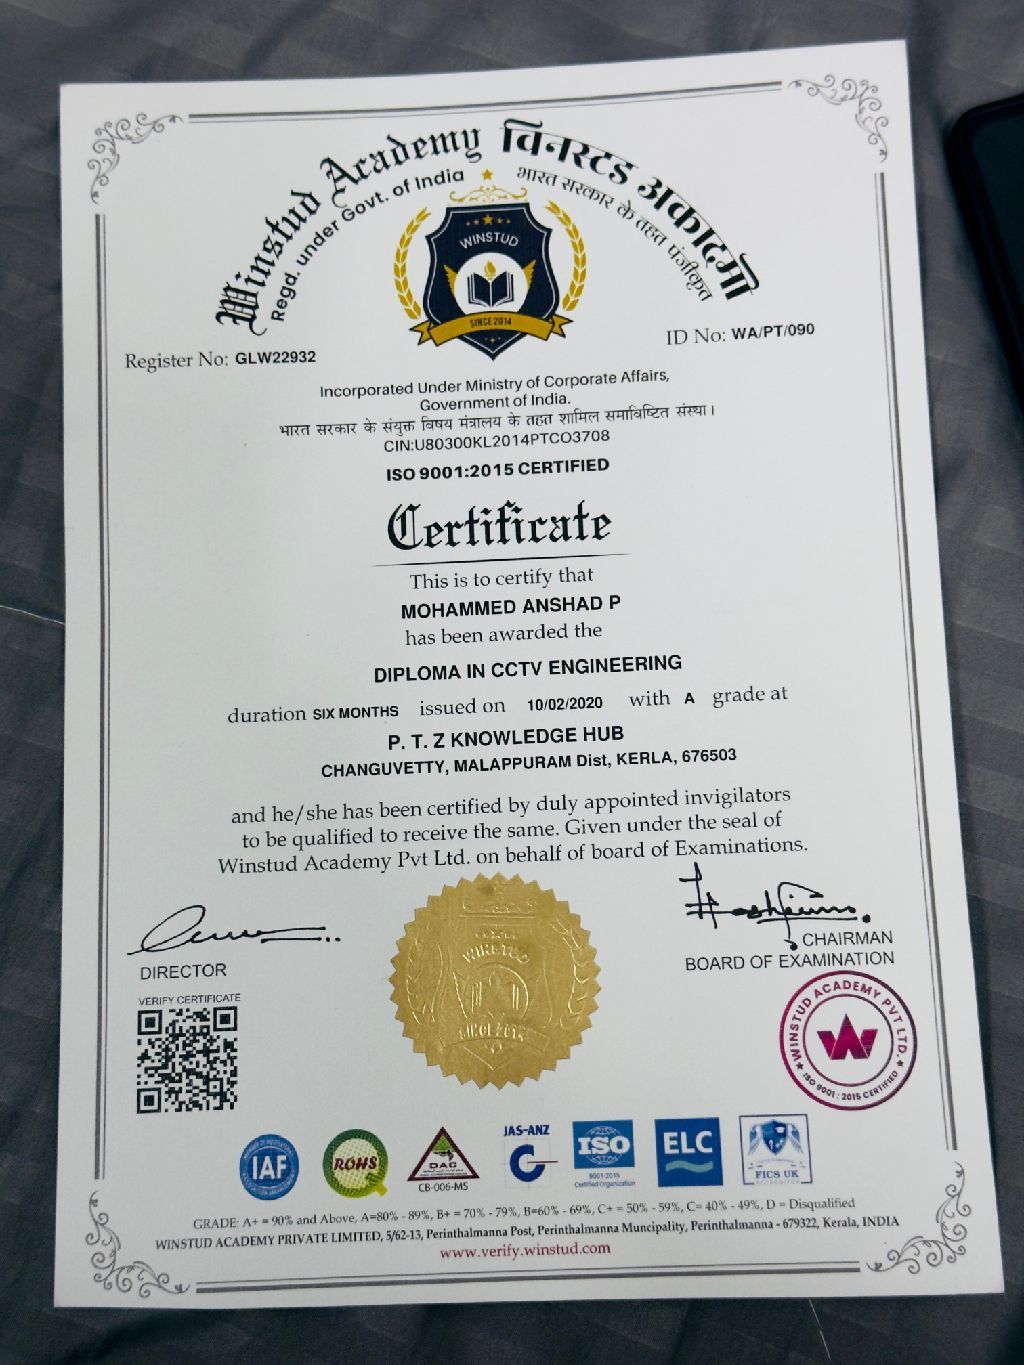 Winstud Academy विनस्टड अकादमी
Regd. under Govt. of India ★ भारत सरकार के तहत पंजीकृत
WINSTUD
SINCE 2014
Register No: GLW22932
ID No: WA/PT/090
Incorporated Under Ministry of Corporate Affairs,
Government of India.
भारत सरकार के संयुक्त विषय मंत्रालय के तहत शामिल समाविष्टित संस्था।
CIN:U80300KL2014PTCO3708
ISO 9001:2015 CERTIFIED
Certificate
This is to certify that
MOHAMMED ANSHAD P
has been awarded the
DIPLOMA IN CCTV ENGINEERING
duration SIX MONTHS issued on 10/02/2020 with A grade at
P. T. Z KNOWLEDGE HUB
CHANGUVETTY, MALAPPURAM Dist, KERLA, 676503
and he/she has been certified by duly appointed invigilators
to be qualified to receive the same. Given under the seal of
Winstud Academy Pvt Ltd. on behalf of board of Examinations.
DIRECTOR
CHAIRMAN
BOARD OF EXAMINATION
VERIFY CERTIFICATE
WINSTUD
WINSTUD ACADEMY PVT LTD.
★ ISO 9001 : 2015 CERTIFIED ★
IAF
ROHS
DAC
CB-006-MS
JAS-ANZ
ISO
9001:2015
Certified Organization
ELC
FICS UK
ACCREDITED
GRADE: A+ = 90% and Above, A=80% - 89%, B+ = 70% - 79%, B=60% - 69%, C+ = 50% - 59%, C= 40% - 49%, D = Disqualified
WINSTUD ACADEMY PRIVATE LIMITED, 5/62-13, Perinthalmanna Post, Perinthalmanna Muncipality, Perinthalmanna - 679322, Kerala, INDIA
www.verify.winstud.com